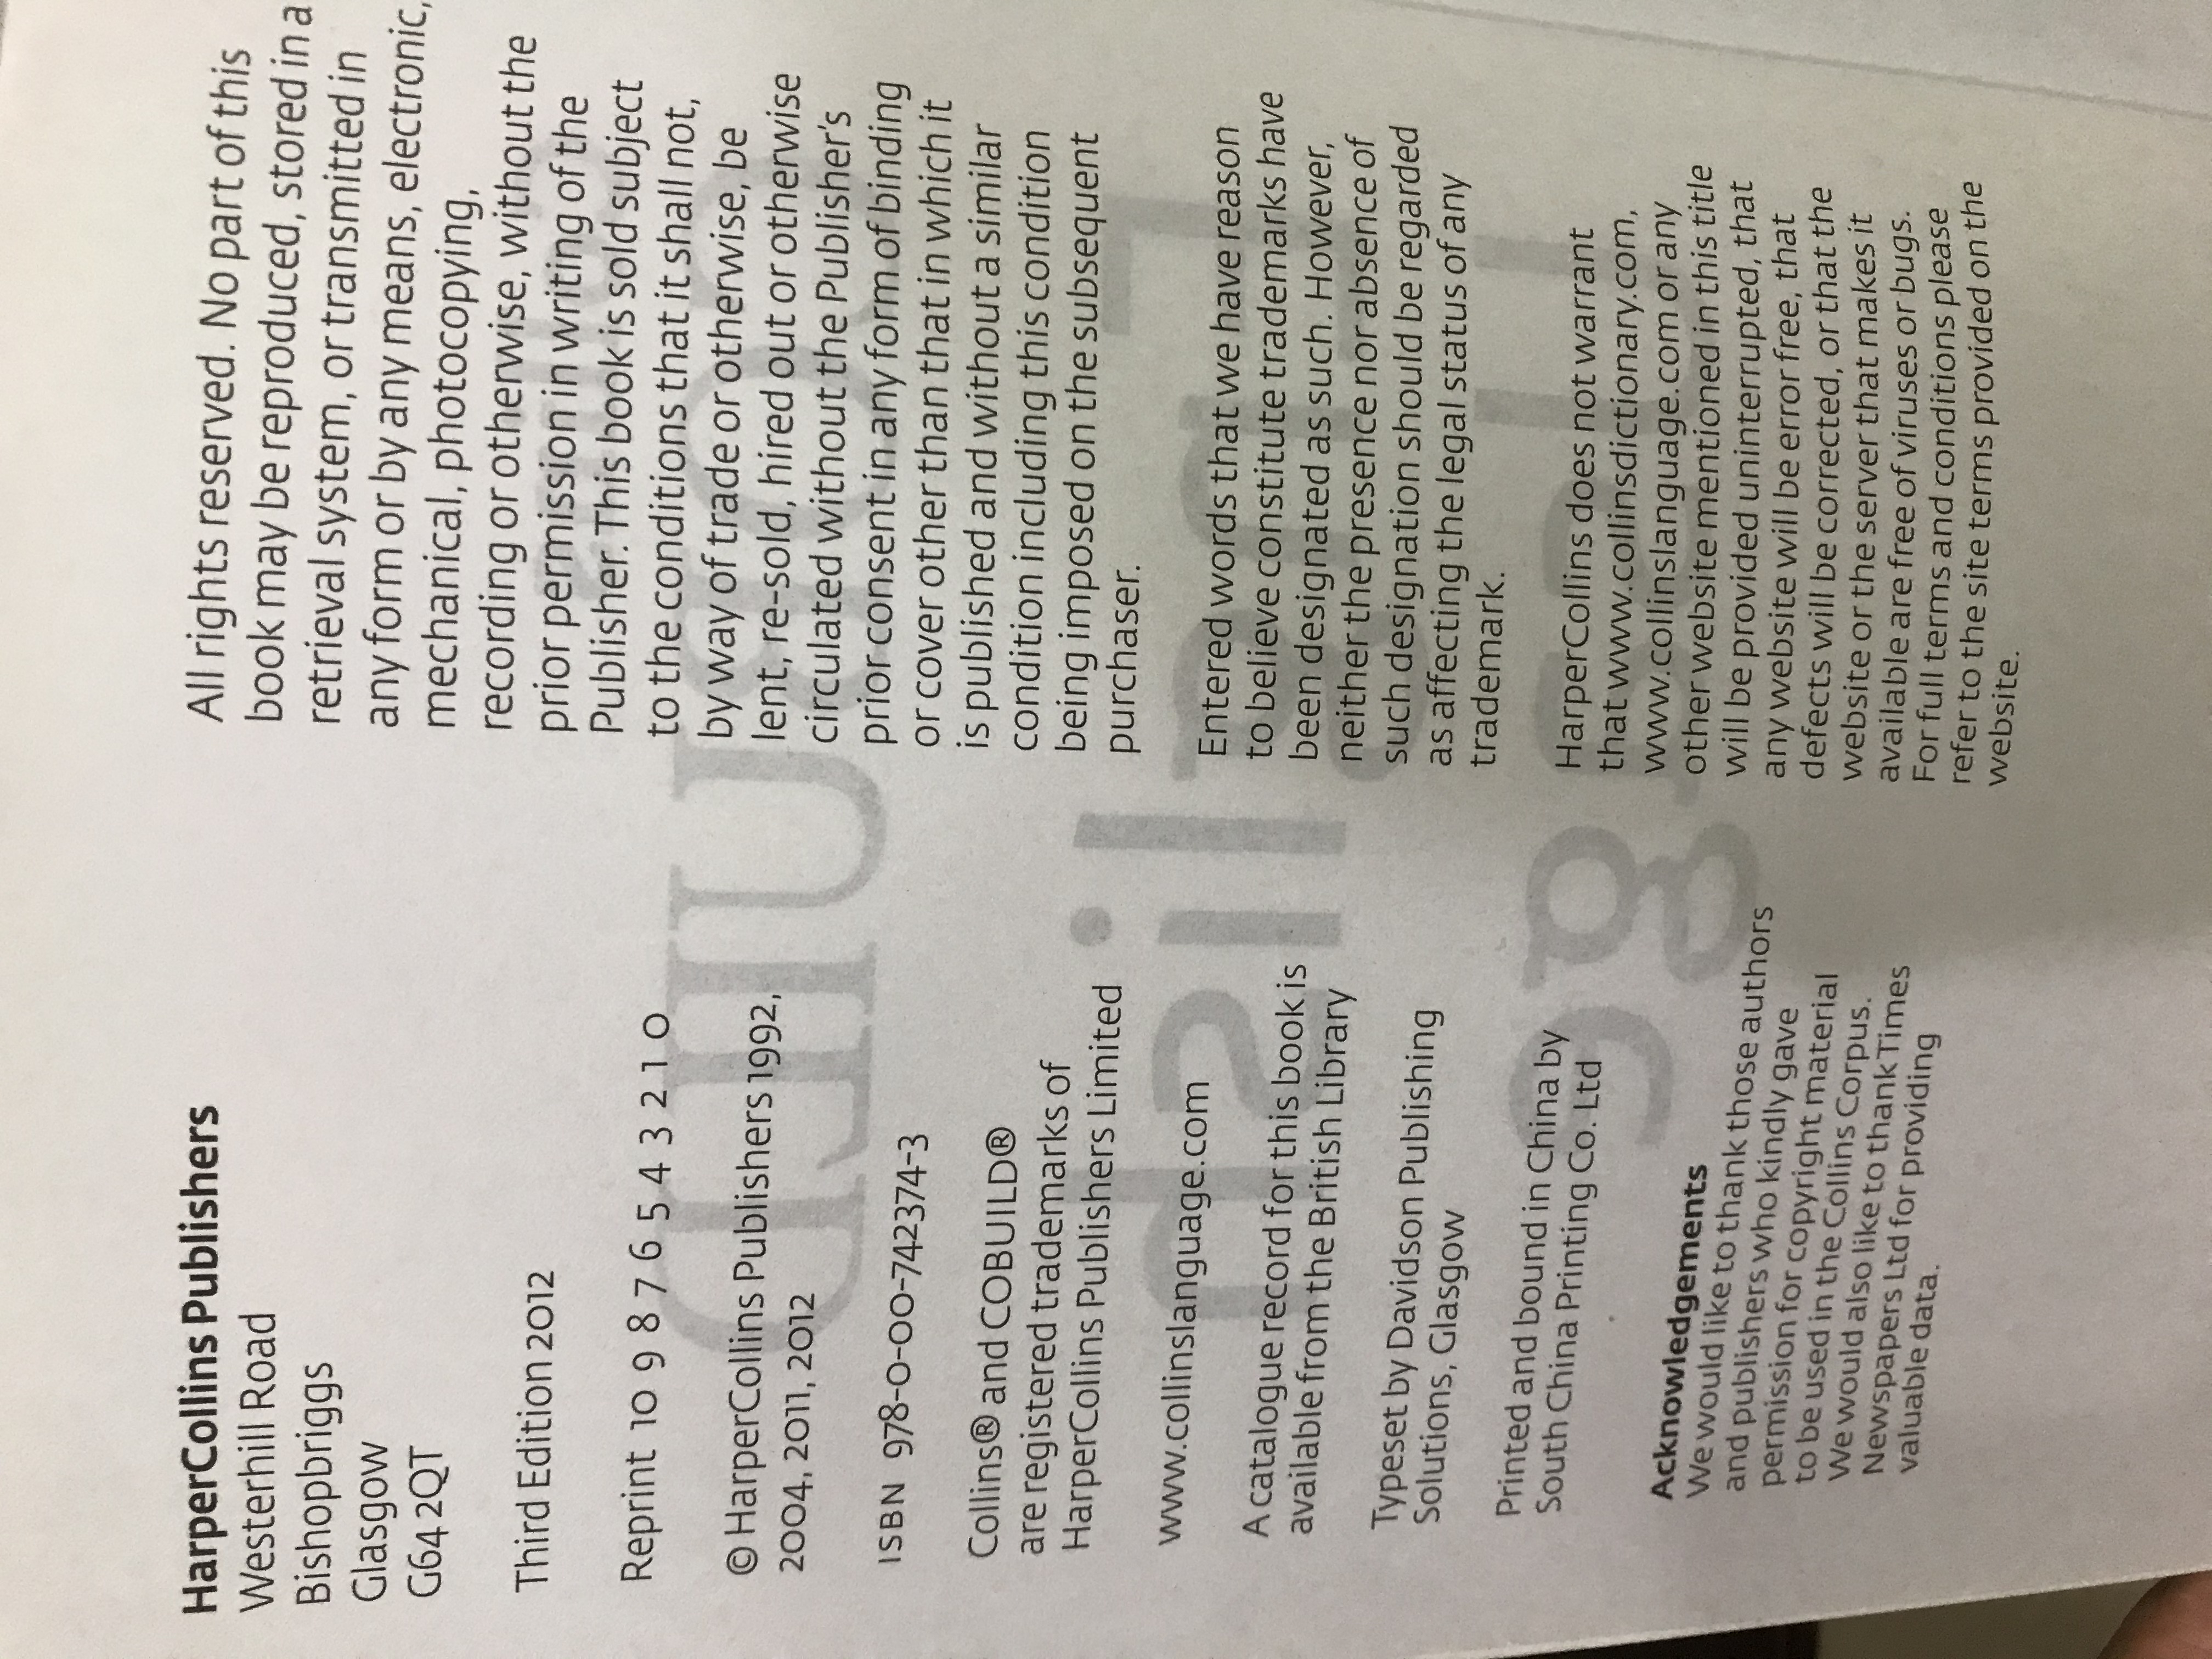 HarperCollins Publishers
Westerhill Road
Bishopbriggs
Glasgow
G64 2QT
Third Edition 2012
Reprint 10 9 8 7 6 5 4 3 2 1 0
© HarperCollins Publishers 1992,
2004, 2011, 2012
ISBN 978-0-00-742374-3
Collins® and COBUILD®
are registered trademarks of
HarperCollins Publishers Limited
www.collinslanguage.com
A catalogue record for this book is
available from the British Library
Typeset by Davidson Publishing
Solutions, Glasgow
Printed and bound in China by
South China Printing Co. Ltd
Acknowledgements
We would like to thank those authors
and publishers who kindly gave
permission for copyright material
to be used in the Collins Corpus.
We would also like to thank Times
Newspapers Ltd for providing
valuable data.
All rights reserved. No part of this
book may be reproduced, stored in a
retrieval system, or transmitted in
any form or by any means, electronic,
mechanical, photocopying,
recording or otherwise, without the
prior permission in writing of the
Publisher. This book is sold subject
to the conditions that it shall not,
by way of trade or otherwise, be
lent, re-sold, hired out or otherwise
circulated without the Publisher's
prior consent in any form of binding
or cover other than that in which it
is published and without a similar
condition including this condition
being imposed on the subsequent
purchaser.
Entered words that we have reason
to believe constitute trademarks have
been designated as such. However,
neither the presence nor absence of
such designation should be regarded
as affecting the legal status of any
trademark.
HarperCollins does not warrant
that www.collinsdictionary.com,
www.collinslanguage.com or any
other website mentioned in this title
will be provided uninterrupted, that
any website will be error free, that
defects will be corrected, or that the
website or the server that makes it
available are free of viruses or bugs.
For full terms and conditions please
refer to the site terms provided on the
website.